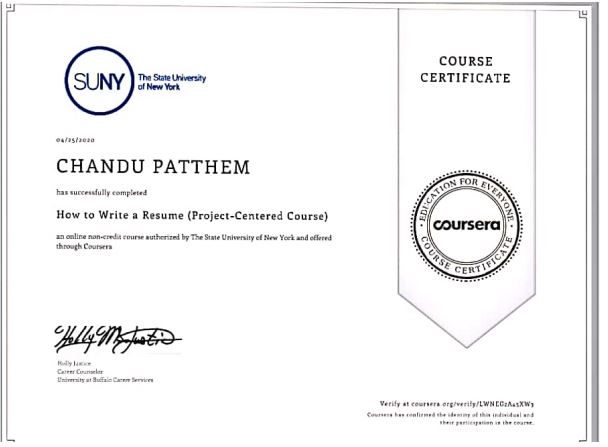 SUNY
The State University
of New York
COURSE
CERTIFICATE
04/25/2020
CHANDU PATTHEM
has successfully completed
How to Write a Resume (Project-Centered Course)
an online non-credit course authorized by The State University of New York and offered
through Coursera
EDUCATION FOR EVERYONE
coursera
COURSE CERTIFICATE
Holly M Justice
Holly Justice
Career Counselor
University at Buffalo Career Services
Verify at coursera.org/verify/LWNEG2A45XW3
Coursera has confirmed the identity of this individual and
their participation in the course.